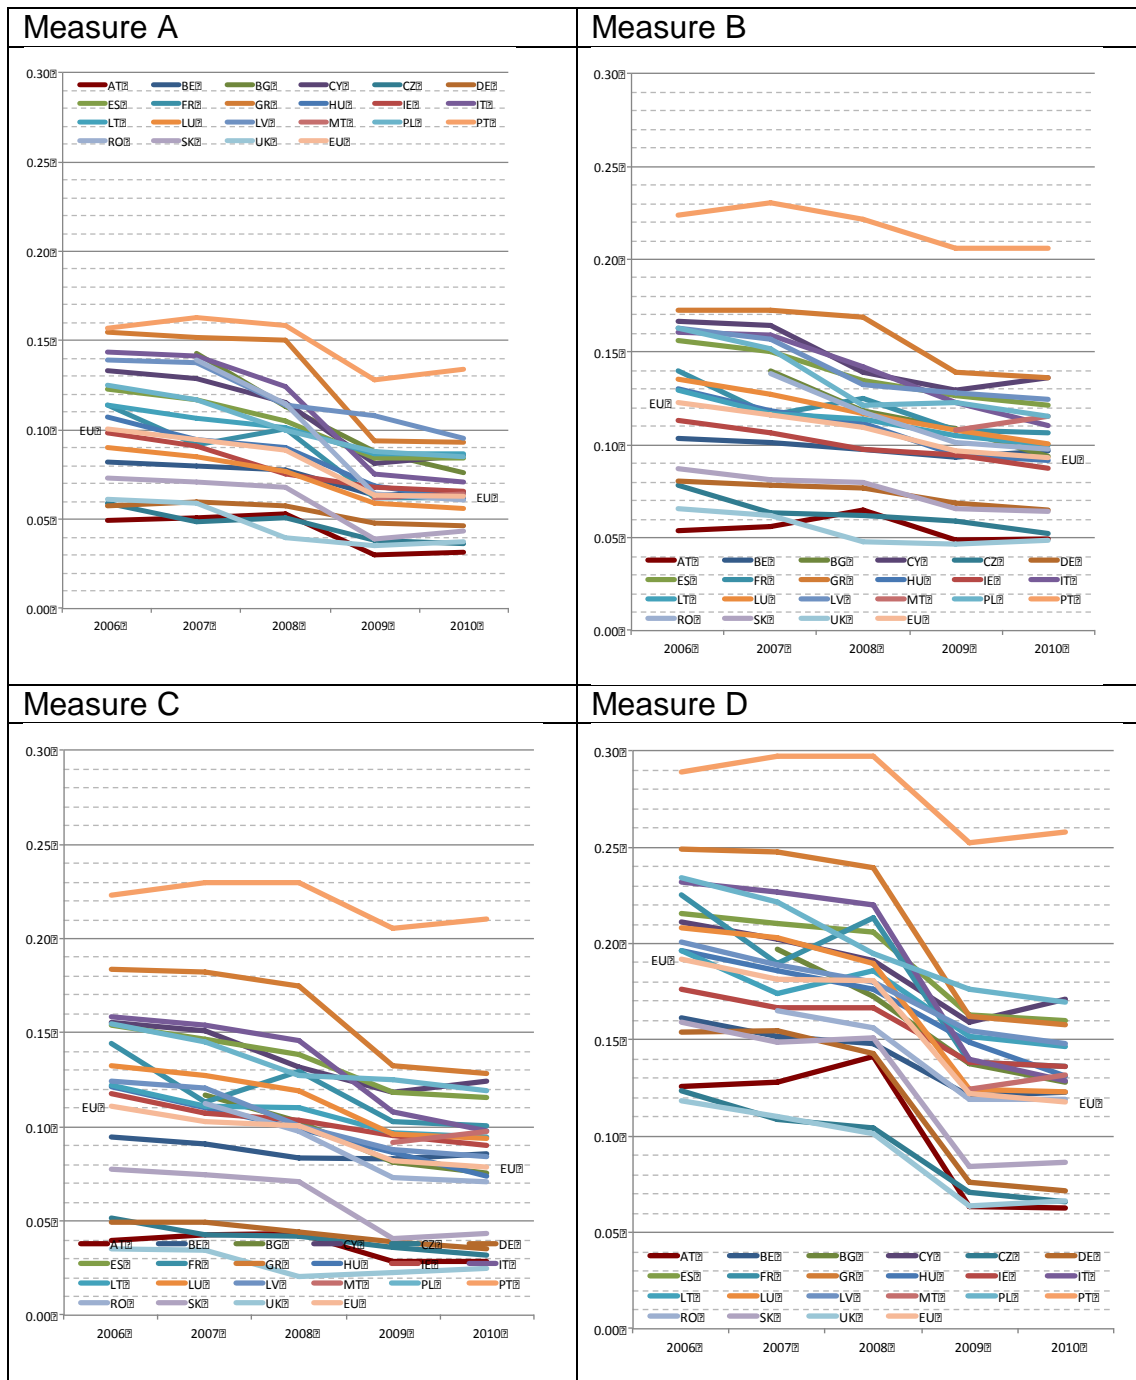 Measure A
0.30
AT BE BG CY CZ DE
ES FR GR HU IE IT
LT LU LV MT PL PT
RO SK UK EU
0.25
0.20
0.15
0.10
EU
EU
0.05
0.00
2006 2007 2008 2009 2010
Measure B
0.30
0.25
0.20
0.15
EU
0.10
EU
0.05
AT BE BG CY CZ DE
ES FR GR HU IE IT
LT LU LV MT PL PT
RO SK UK EU
0.00
2006 2007 2008 2009 2010
Measure C
0.30
0.25
0.20
0.15
EU
0.10
EU
0.05
AT BE BG CY CZ DE
ES FR GR HU IE IT
LT LU LV MT PL PT
RO SK UK EU
0.00
2006 2007 2008 2009 2010
Measure D
0.30
0.25
0.20
EU
0.15
EU
0.10
0.05
AT BE BG CY CZ DE
ES FR GR HU IE IT
LT LU LV MT PL PT
RO SK UK EU
0.00
2006 2007 2008 2009 2010